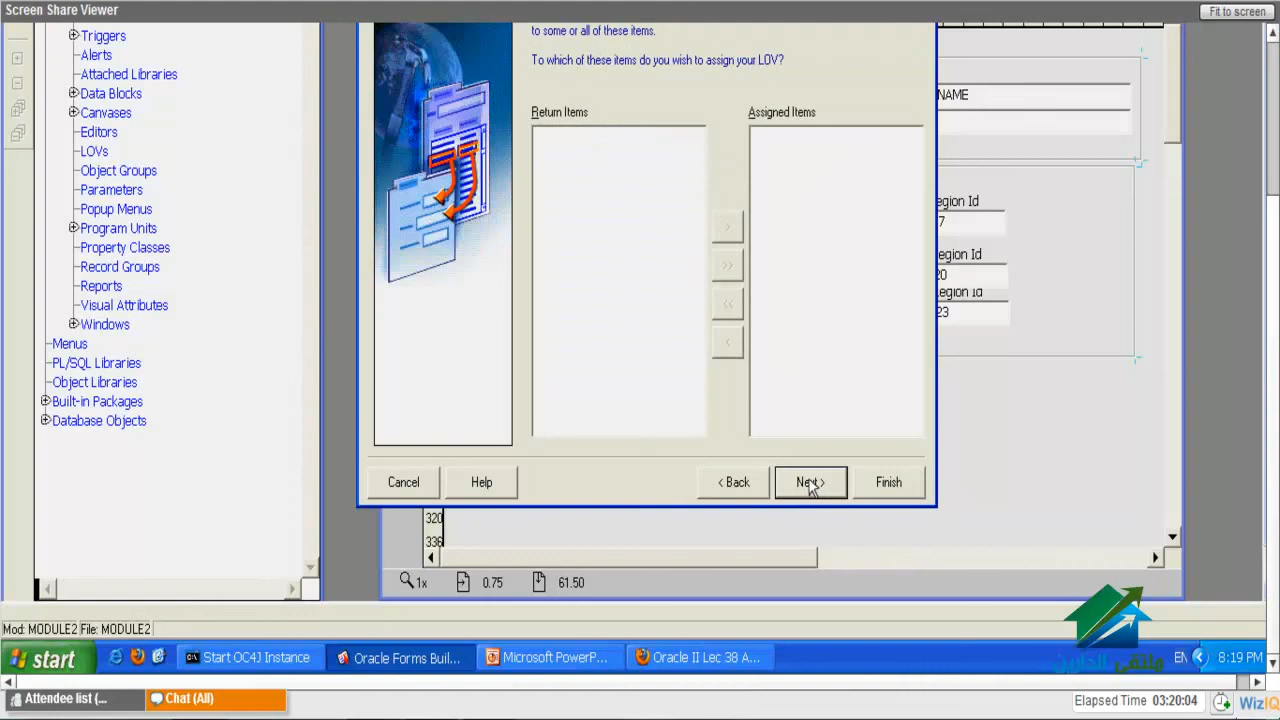 Screen Share Viewer
Fit to screen
Triggers
Alerts
Attached Libraries
Data Blocks
Canvases
Editors
LOVs
Object Groups
Parameters
Popup Menus
Program Units
Property Classes
Record Groups
Reports
Visual Attributes
Windows
Menus
PL/SQL Libraries
Object Libraries
Built-in Packages
Database Objects
to some or all of these items.
To which of these items do you wish to assign your LOV?
Return Items
Assigned Items
>
>>
<<
<
Cancel
Help
< Back
Next >
Finish
NAME
egion Id
7
egion Id
20
egion Id
23
320
336
1x
0.75
61.50
Mod: MODULE2 File: MODULE2
start
Start OC4J Instance
Oracle Forms Buil...
Microsoft PowerP...
Oracle II Lec 38 A...
EN
8:19 PM
ملتقى الدارين
Attendee list (...
Chat (All)
Elapsed Time 03:20:04
WizIQ